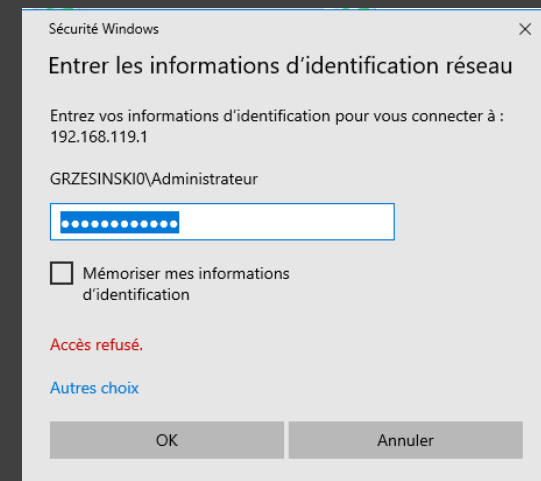 Sécurité Windows
Entrer les informations d'identification réseau
Entrez vos informations d'identification pour vous connecter à :
192.168.119.1
GRZESINSKI0\Administrateur
●●●●●●●●●●●●
Mémoriser mes informations
d'identification
Accès refusé.
Autres choix
OK
Annuler